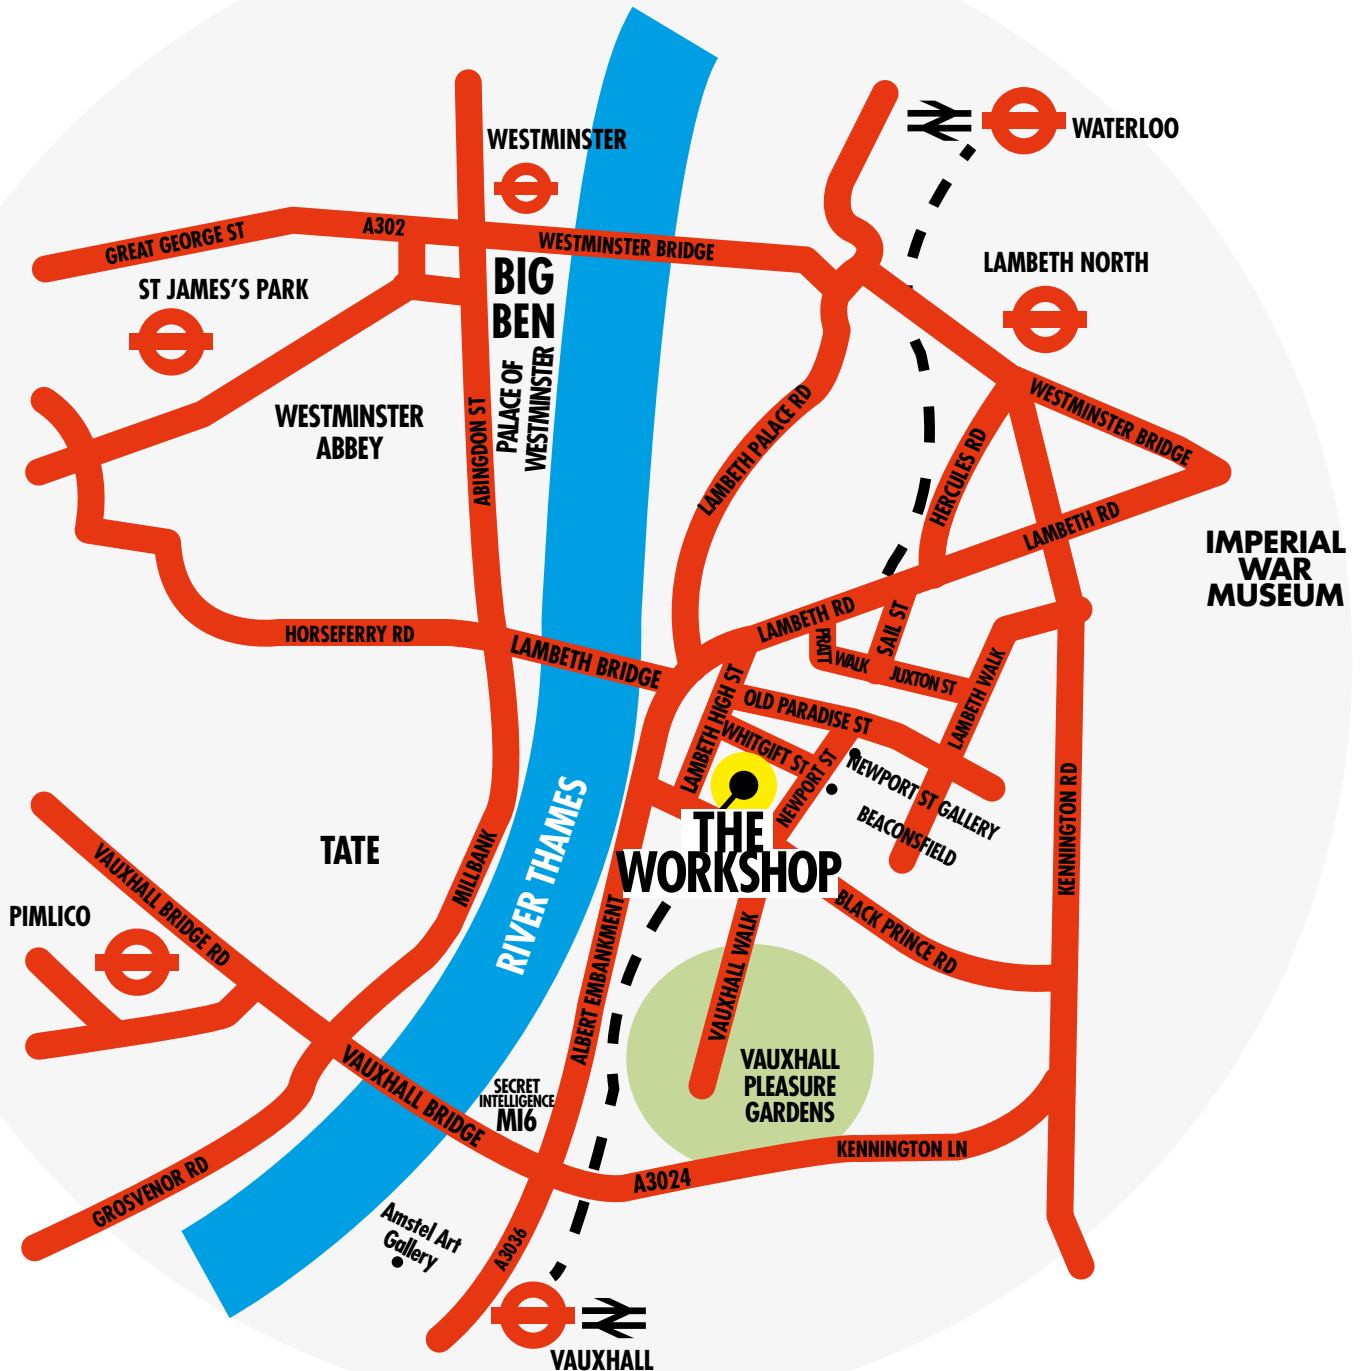 WESTMINSTER
WATERLOO
GREAT GEORGE ST
A302
WESTMINSTER BRIDGE
ST JAMES'S PARK
BIG
BEN
LAMBETH NORTH
PALACE OF
WESTMINSTER
WESTMINSTER
ABBEY
ABINGDON ST
LAMBETH PALACE RD
HERCULES RD
WESTMINSTER BRIDGE
LAMBETH RD
IMPERIAL
WAR
MUSEUM
HORSEFERRY RD
LAMBETH BRIDGE
LAMBETH RD
PRATT
WALK
SAIL ST
JUXTON ST
LAMBETH WALK
LAMBETH HIGH ST
OLD PARADISE ST
WHITGIFT ST
NEWPORT ST
NEWPORT ST GALLERY
BEACONSFIELD
KENNINGTON RD
THE
WORKSHOP
TATE
MILLBANK
RIVER THAMES
VAUXHALL BRIDGE RD
PIMLICO
ALBERT EMBANKMENT
VAUXHALL WALK
BLACK PRINCE RD
VAUXHALL
PLEASURE
GARDENS
SECRET
INTELLIGENCE
MI6
VAUXHALL BRIDGE
KENNINGTON LN
A3024
GROSVENOR RD
Amstel Art
Gallery
A3036
VAUXHALL